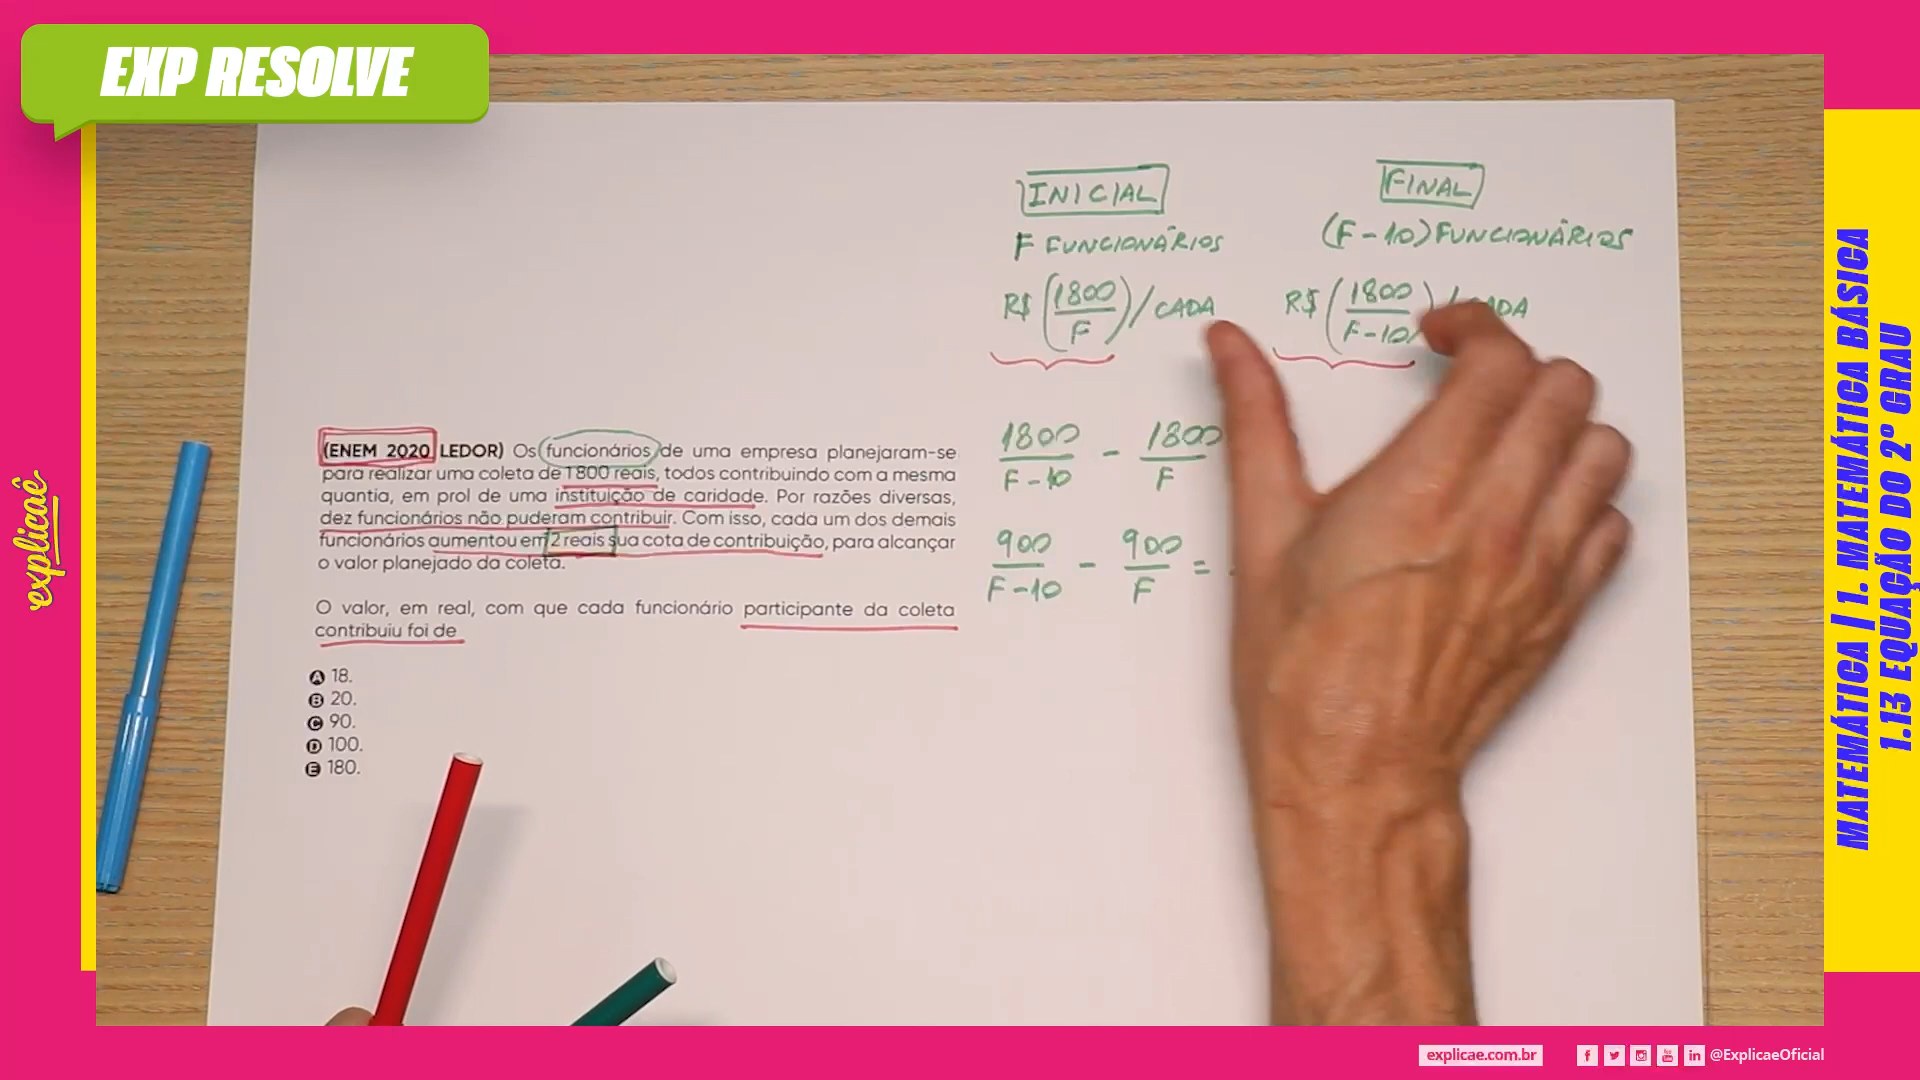 EXP RESOLVE
INICIAL
F FUNCIONÁRIOS
R$ (1800/F) / CADA
FINAL
(F-10) FUNCIONÁRIOS
R$ (1800/F-10)
1800/F-10 - 1800/F
900/F-10 - 900/F =
(ENEM 2020 LEDOR) Os funcionários de uma empresa planejaram-se
para realizar uma coleta de 1 800 reais, todos contribuindo com a mesma
quantia, em prol de uma instituição de caridade. Por razões diversas,
dez funcionários não puderam contribuir. Com isso, cada um dos demais
funcionários aumentou em 2 reais sua cota de contribuição, para alcançar
o valor planejado da coleta.
O valor, em real, com que cada funcionário participante da coleta
contribuiu foi de
A 18.
B 20.
C 90.
D 100.
E 180.
explicaê
MATEMÁTICA | 1. MATEMÁTICA BÁSICA
1.13 EQUAÇÃO DO 2º GRAU
explicae.com.br
@ExplicaeOficial